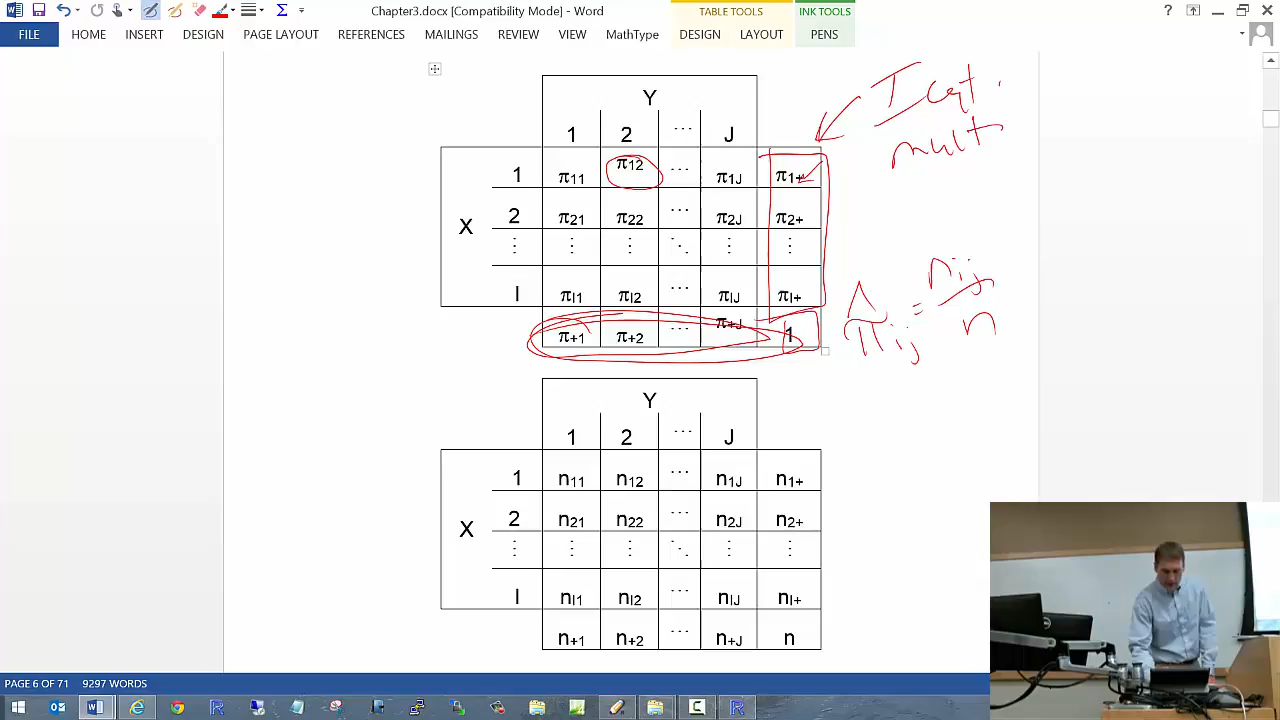 Chapter3.docx [Compatibility Mode] - Word
TABLE TOOLS
INK TOOLS
FILE HOME INSERT DESIGN PAGE LAYOUT REFERENCES MAILINGS REVIEW VIEW MathType DESIGN LAYOUT PENS
I cat.
mult
Y
1 2 ⋯ J
1 π11 π12 ⋯ π1J π1+
X 2 π21 π22 ⋯ π2J π2+
⋮ ⋮ ⋮ ⋱ ⋮ ⋮
I πI1 πI2 ⋯ πIJ πI+
π+1 π+2 ⋯ π+J 1
π̂ij = nij/n
Y
1 2 ⋯ J
1 n11 n12 ⋯ n1J n1+
X 2 n21 n22 ⋯ n2J n2+
⋮ ⋮ ⋮ ⋱ ⋮ ⋮
I nI1 nI2 ⋯ nIJ nI+
n+1 n+2 ⋯ n+J n
PAGE 6 OF 71 9297 WORDS